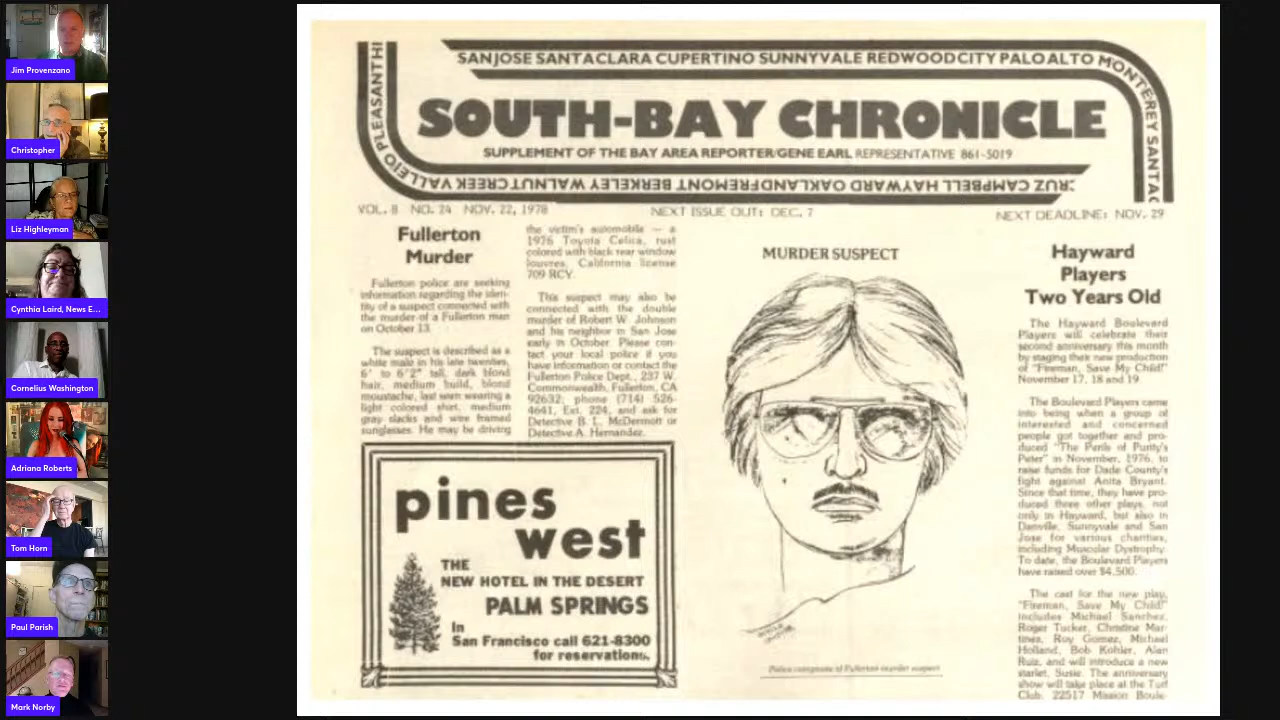 Jim Provenzano
Christopher
Liz Highleyman
Cynthia Laird, News E...
Cornelius Washington
Adriana Roberts
Tom Horn
Paul Parish
Mark Norby
SANJOSE SANTACLARA CUPERTINO SUNNYVALE REDWOODCITY PALOALTO MONTEREY SANTAC
RUZ CAMPBELL HAYWARD OAKLANDFREMONT BERKELEY WALNUTCREEK VALLEJO PLEASANTHI
SOUTH-BAY CHRONICLE
SUPPLEMENT OF THE BAY AREA REPORTER/GENE EARL REPRESENTATIVE 861-5019
VOL. 8 NO. 24 NOV. 22, 1978 NEXT ISSUE OUT: DEC. 7 NEXT DEADLINE: NOV. 29
Fullerton
Murder
Fullerton police are seeking
information regarding the iden-
tity of a suspect connected with
the murder of a Fullerton man
on October 13.
The suspect is described as a
white male in his late twenties,
6' to 6'2" tall, dark blond
hair, medium build, blond
moustache, last seen wearing a
light colored shirt, medium
gray slacks and wire framed
sunglasses. He may be driving
the victim's automobile — a
1976 Toyota Celica, rust
colored with black rear window
louvres, California license
709 RCY.
This suspect may also be
connected with the double
murder of Robert W. Johnson
and his neighbor in San Jose
early in October. Please con-
tact your local police if you
have information or contact the
Fullerton Police Dept., 237 W.
Commonwealth, Fullerton, CA
92632; phone (714) 526-
4641, Ext. 224, and ask for
Detective B. L. McDermott or
Detective A. Hernandez.
pines
west
THE
NEW HOTEL IN THE DESERT
PALM SPRINGS
In
San Francisco call 621-8300
for reservations.
MURDER SUSPECT
Police composite of Fullerton murder suspect
Hayward
Players
Two Years Old
The Hayward Boulevard
Players will celebrate their
second anniversary this month
by staging their new production
of "Fireman, Save My Child!"
November 17, 18 and 19.
The Boulevard Players came
into being when a group of
interested and concerned
people got together and pro-
duced "The Perils of Purity's
Peter" in November, 1976, to
raise funds for Dade County's
fight against Anita Bryant.
Since that time, they have pro-
duced three other plays, not
only in Hayward, but also in
Danville, Sunnyvale and San
Jose for various charities,
including Muscular Dystrophy.
To date, the Boulevard Players
have raised over $4,500.
The cast for the new play,
"Fireman, Save My Child!"
includes Michael Sanchez,
Roger Tucker, Christine Mar-
tinez, Roy Gomez, Michael
Holland, Bob Kohler, Alan
Ruiz, and will introduce a new
starlet, Susie. The anniversary
show will take place at the Turf
Club, 22517 Mission Boule-